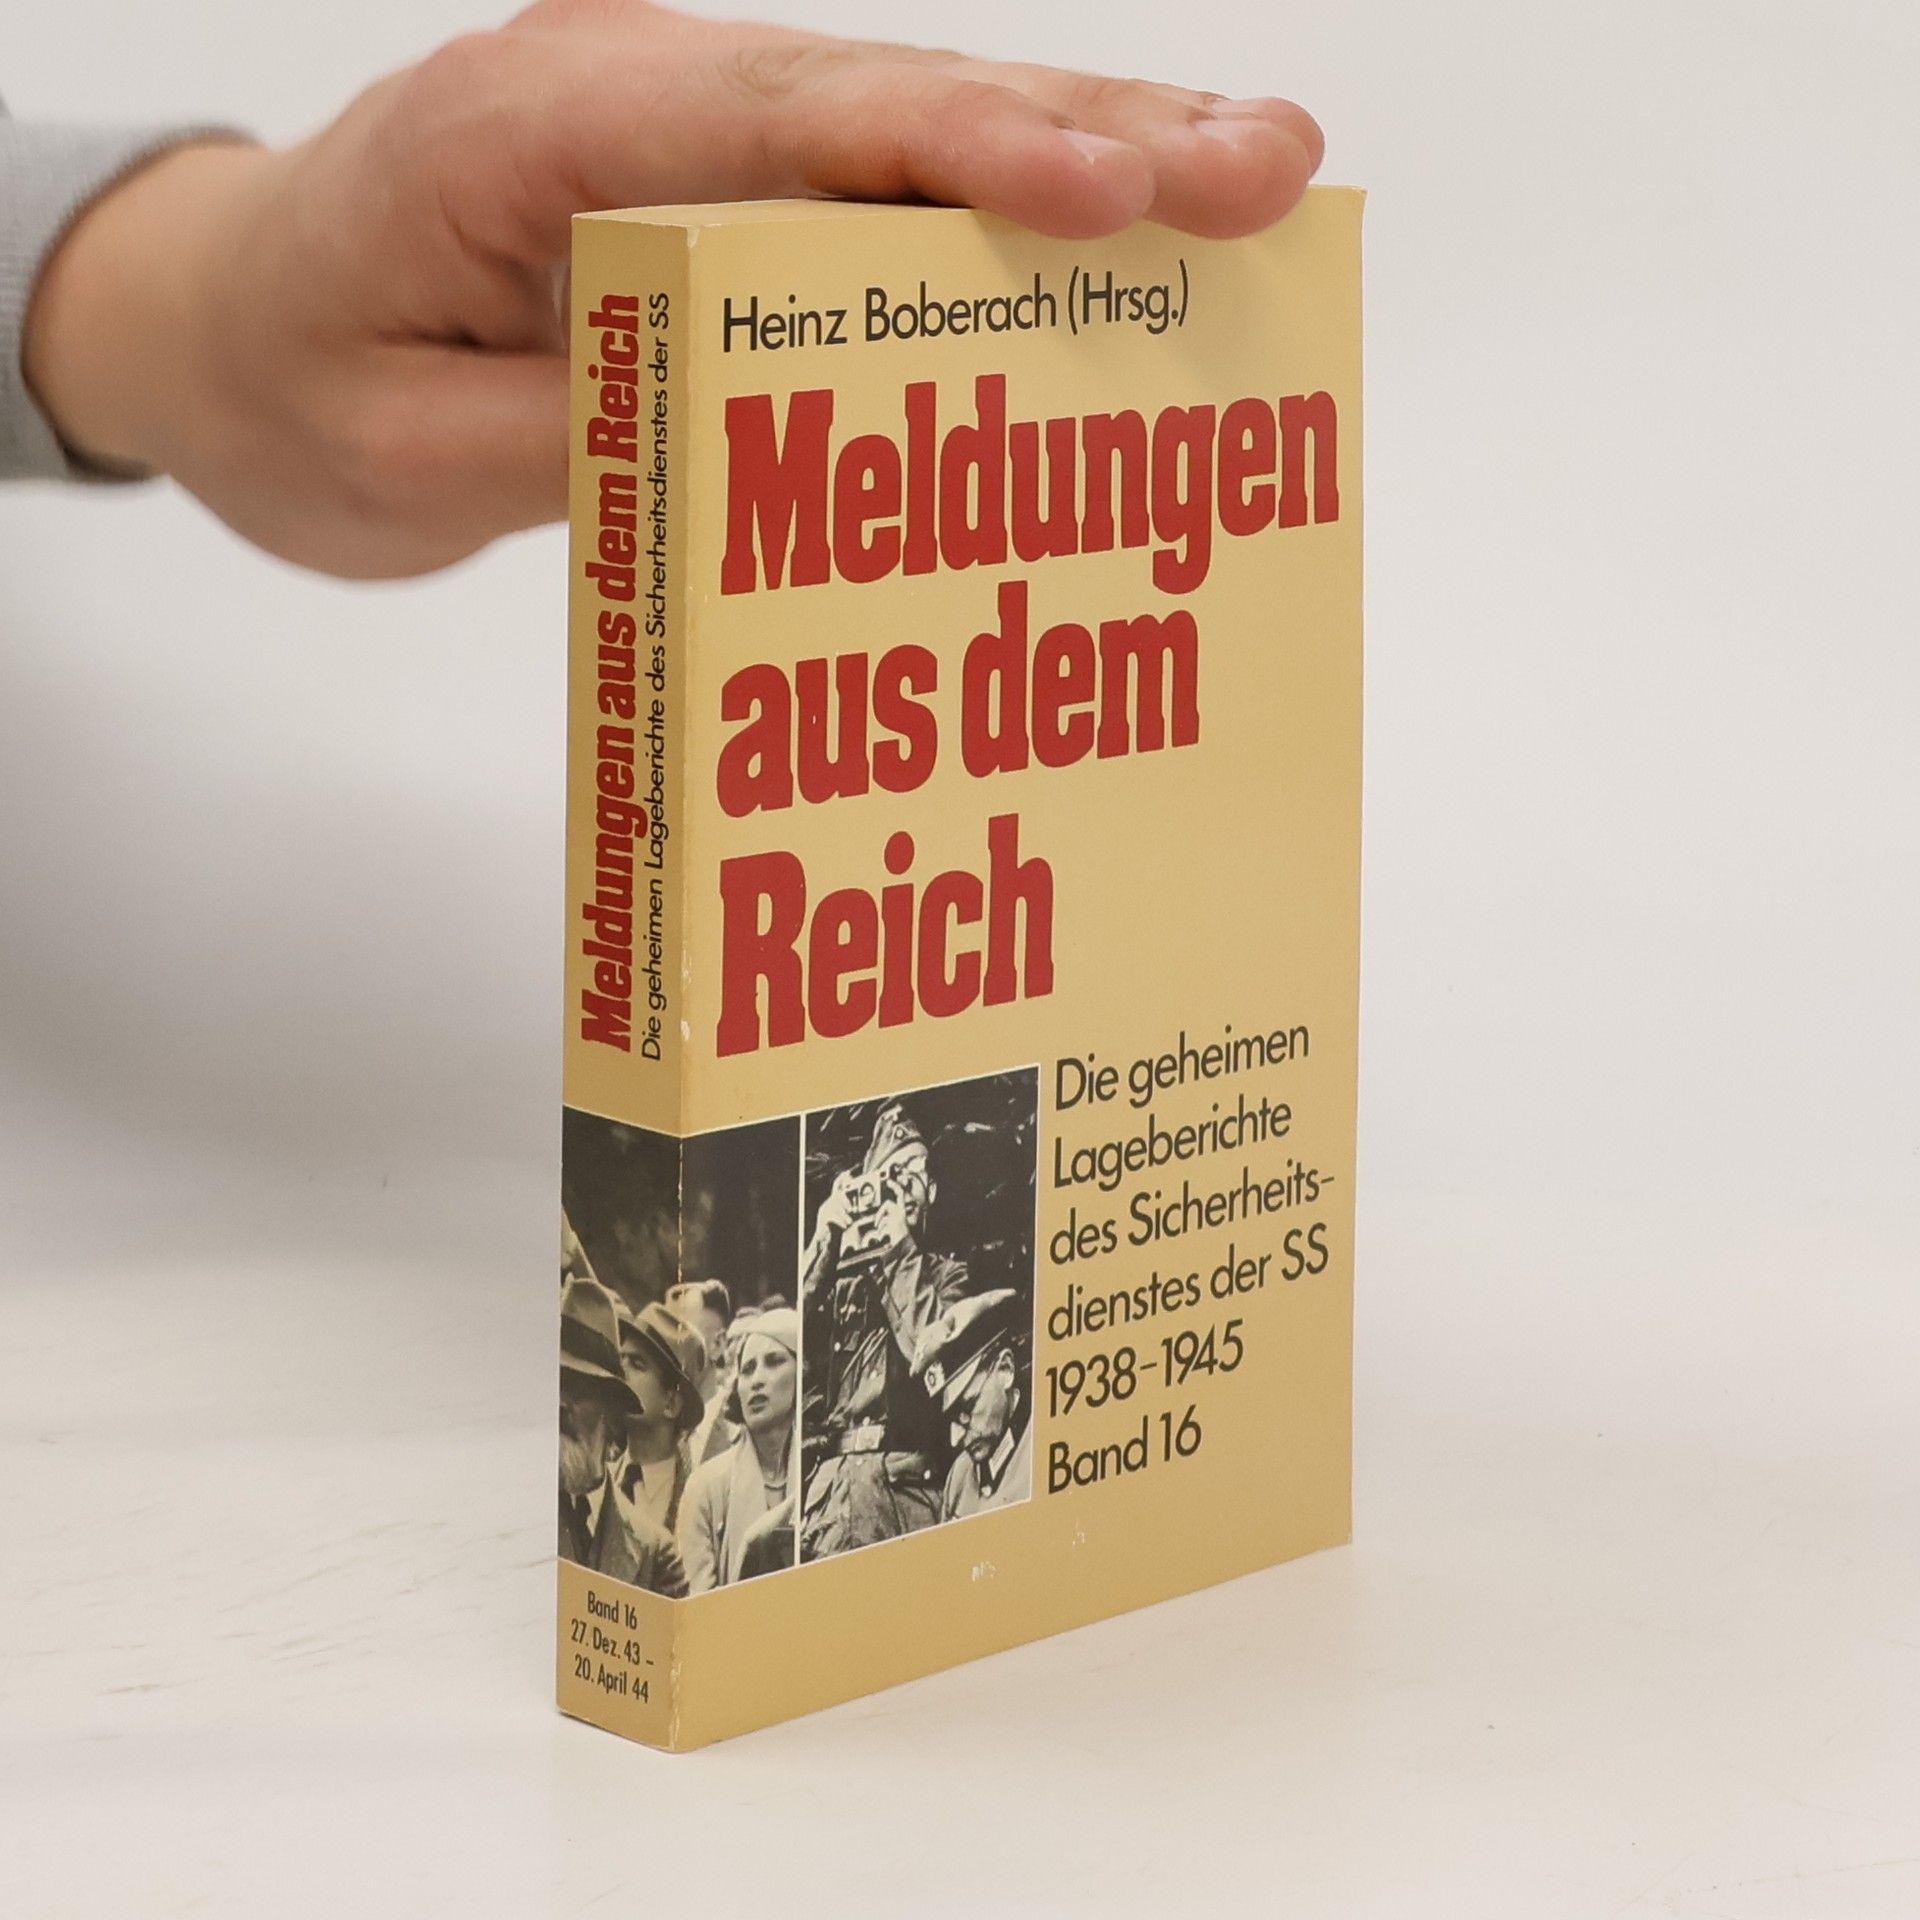 Heinz Boberach (Hrsg.)
Meldungen
aus dem
Reich
Die geheimen
Lageberichte
des Sicherheits-
dienstes der SS
1938-1945
Band 16
Meldungen aus dem Reich
Die geheimen Lageberichte des Sicherheitsdienstes der SS
Band 16
27. Dez. 43 -
20. April 44